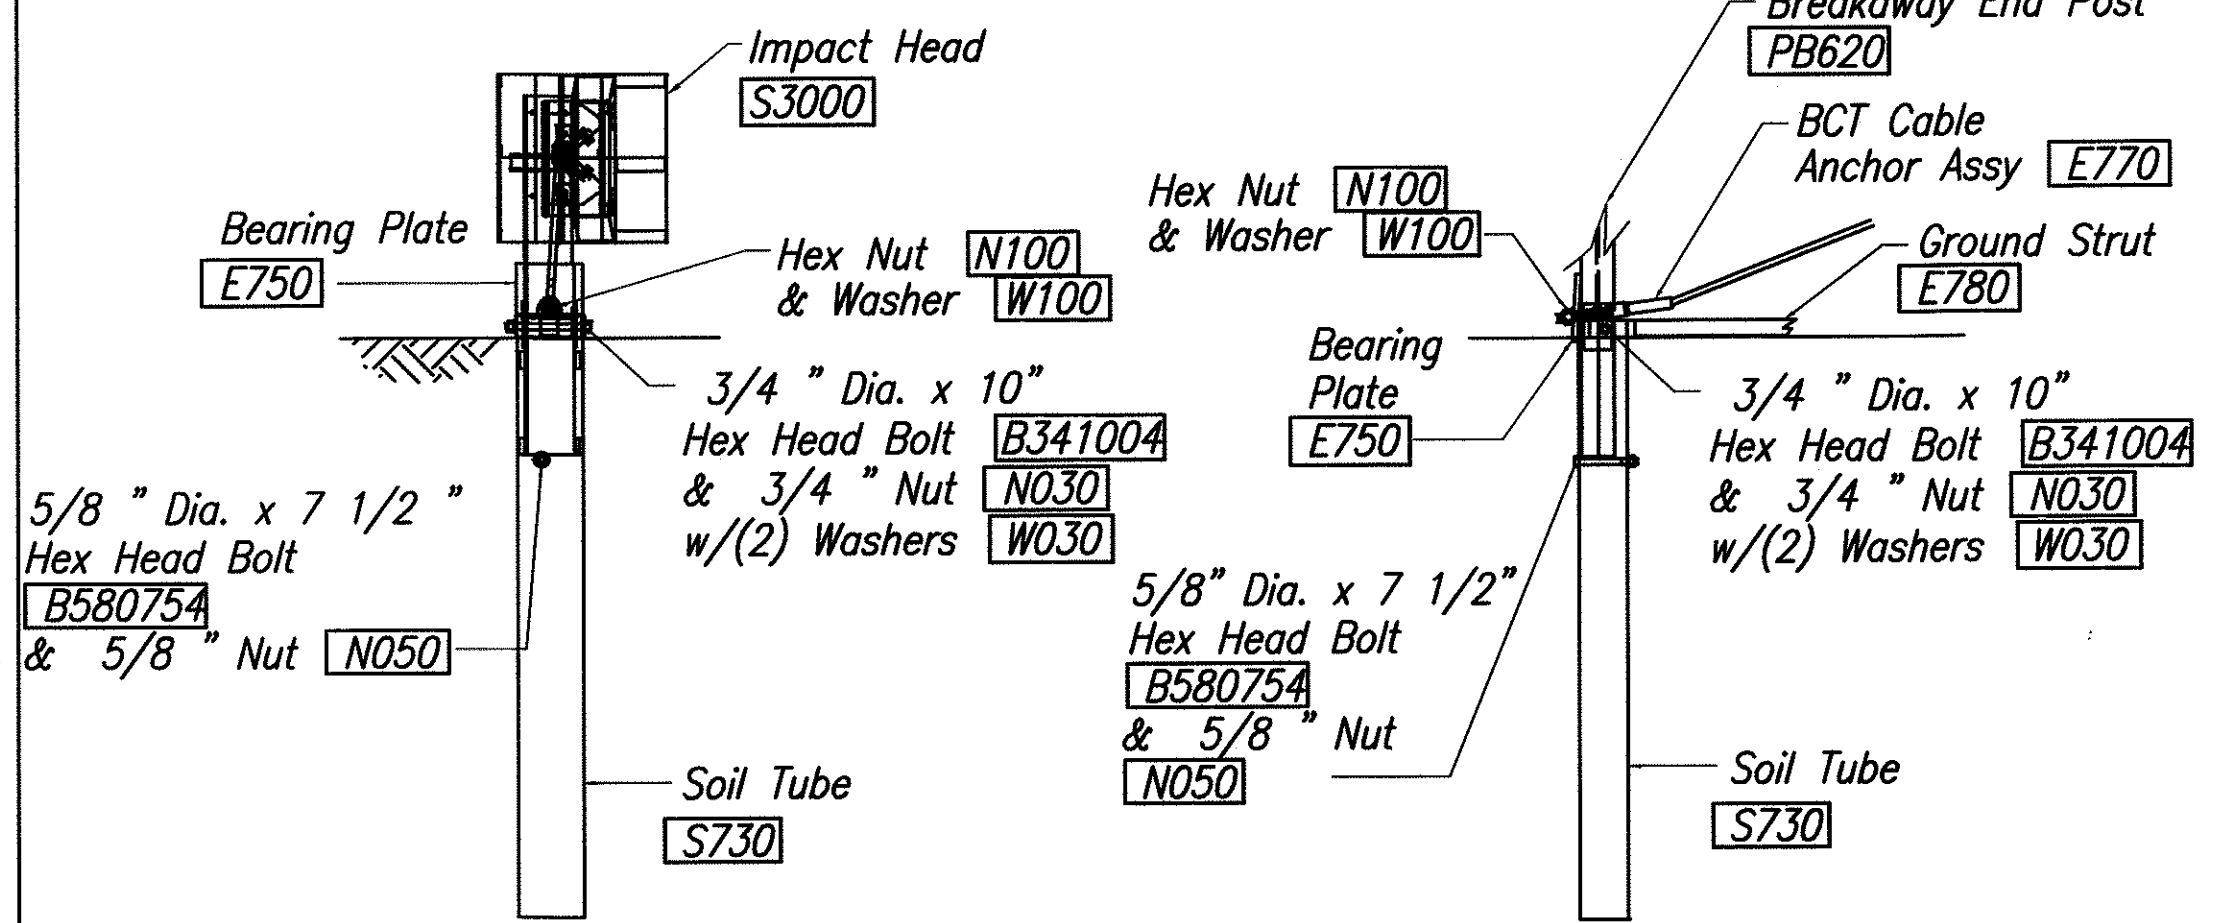 Impact Head
S3000
Bearing Plate
E750
Hex Nut N100
& Washer W100
3/4 " Dia. x 10"
Hex Head Bolt B341004
& 3/4 " Nut N030
w/(2) Washers W030
5/8 " Dia. x 7 1/2 "
Hex Head Bolt
B580754
& 5/8 " Nut N050
Soil Tube
S730
Breakaway End Post
PB620
BCT Cable
Anchor Assy E770
Hex Nut N100
& Washer W100
Ground Strut
E780
Bearing
Plate
E750
3/4 " Dia. x 10"
Hex Head Bolt B341004
& 3/4 " Nut N030
w/(2) Washers W030
5/8" Dia. x 7 1/2"
Hex Head Bolt
B580754
& 5/8 " Nut
N050
Soil Tube
S730